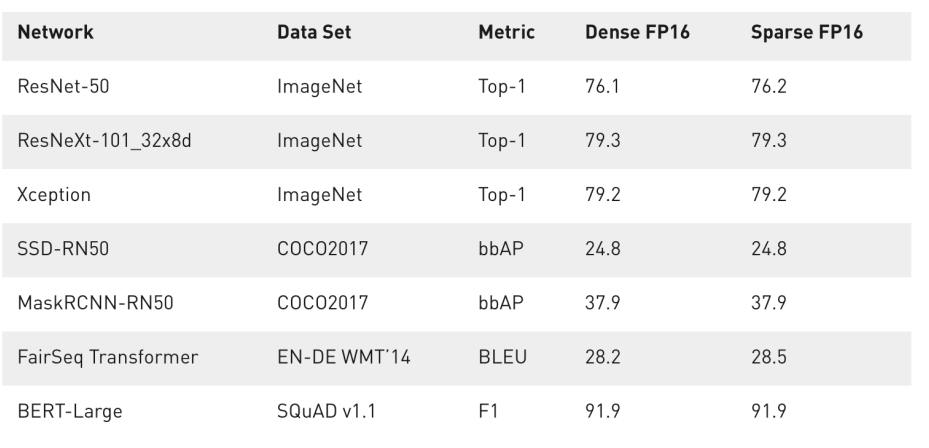 Network Data Set Metric Dense FP16 Sparse FP16
ResNet-50 ImageNet Top-1 76.1 76.2
ResNeXt-101_32x8d ImageNet Top-1 79.3 79.3
Xception ImageNet Top-1 79.2 79.2
SSD-RN50 COCO2017 bbAP 24.8 24.8
MaskRCNN-RN50 COCO2017 bbAP 37.9 37.9
FairSeq Transformer EN-DE WMT’14 BLEU 28.2 28.5
BERT-Large SQuAD v1.1 F1 91.9 91.9